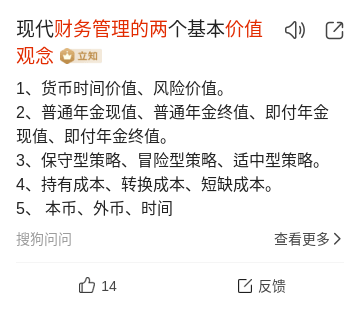 现代财务管理的两个基本价值
观念 立知
1、货币时间价值、风险价值。
2、普通年金现值、普通年金终值、即付年金
现值、即付年金终值。
3、保守型策略、冒险型策略、适中型策略。
4、持有成本、转换成本、短缺成本。
5、 本币、外币、时间
搜狗问问 查看更多
14 反馈